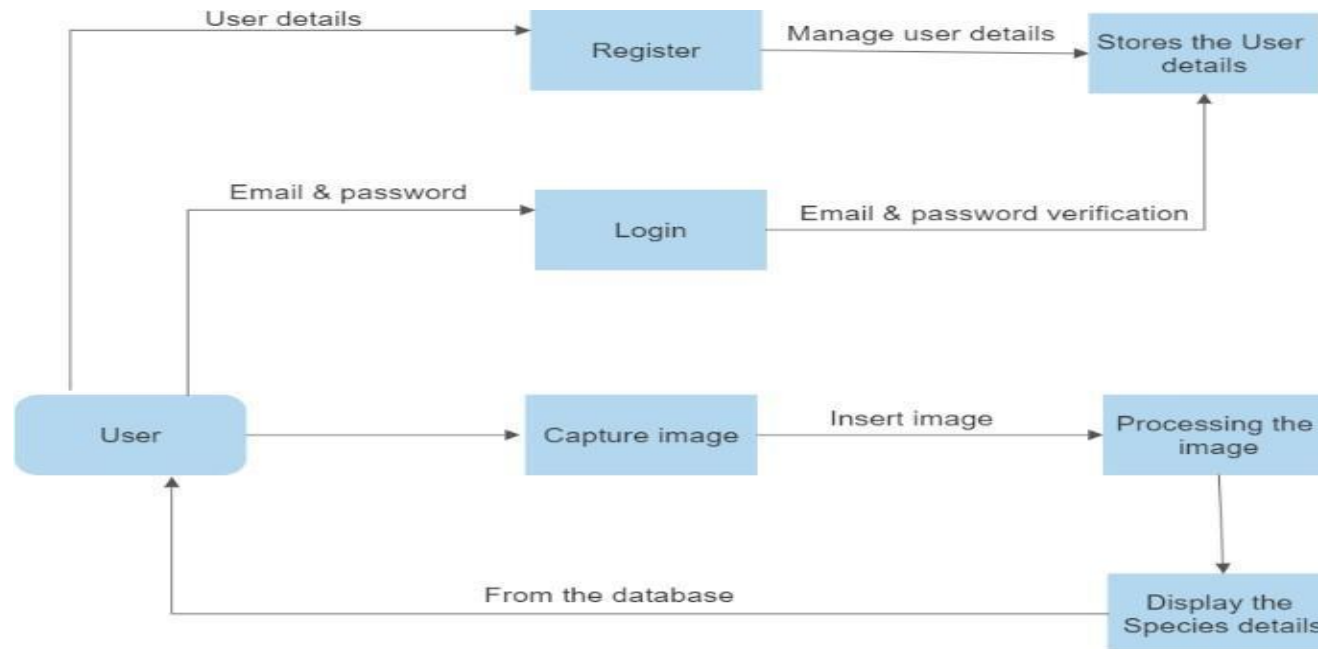 User details
Register
Manage user details
Stores the User
details
Email & password
Login
Email & password verification
User
Capture image
Insert image
Processing the
image
From the database
Display the
Species details